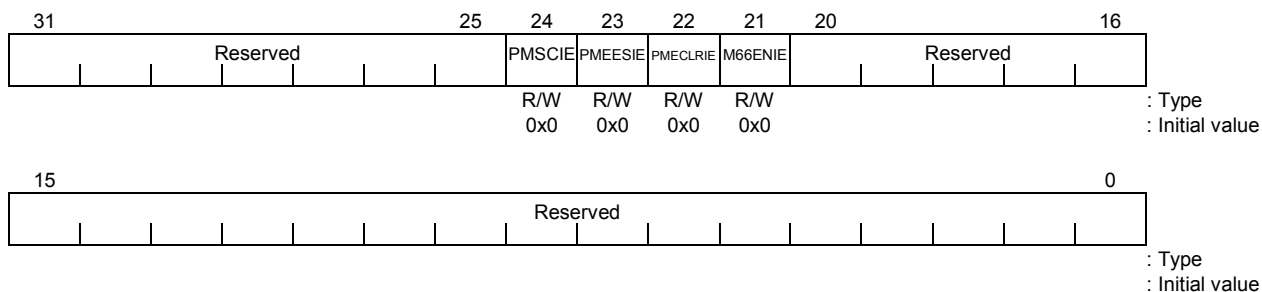 31 25 24 23 22 21 20 16
Reserved PMSCIE PMEESIE PMECLRIE M66ENIE Reserved
R/W R/W R/W R/W : Type
0x0 0x0 0x0 0x0 : Initial value
15 0
Reserved
: Type
: Initial value